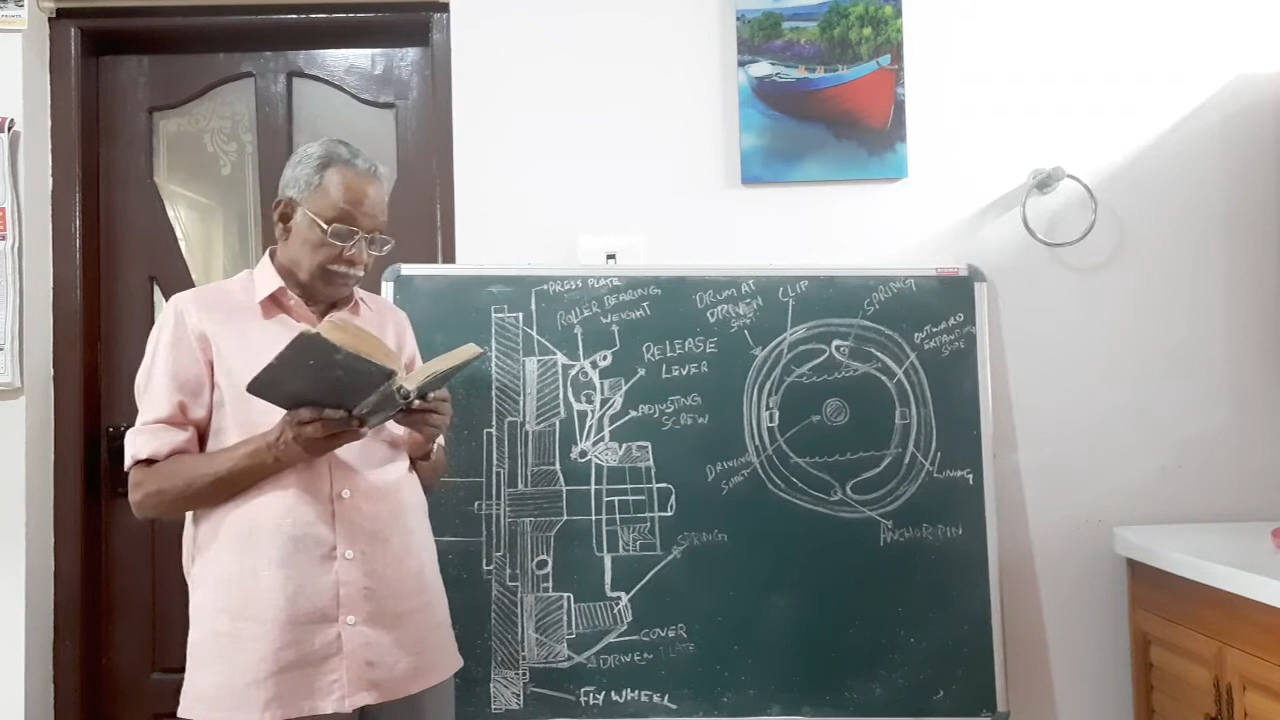 PRINTS
PRESS PLATE
ROLLER BEARING
WEIGHT
RELEASE
LEVER
ADJUSTING
SCREW
SPRING
COVER
DRIVEN PLATE
FLY WHEEL
DRUM AT
DRIVEN
CLIP
SPRING
OUTWARD
EXPANDING
SHOE
DRIVING
SHAFT
LINING
ANCHOR PIN